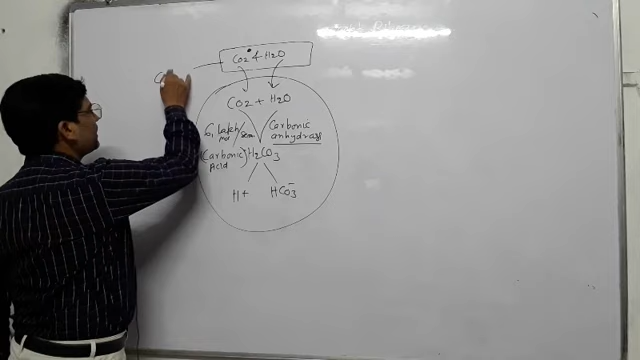 CO2 + H2O
CO2 + H2O
Carbonic
anhydrase
(Carbonic
Acid) H2CO3
H+ HCO3-